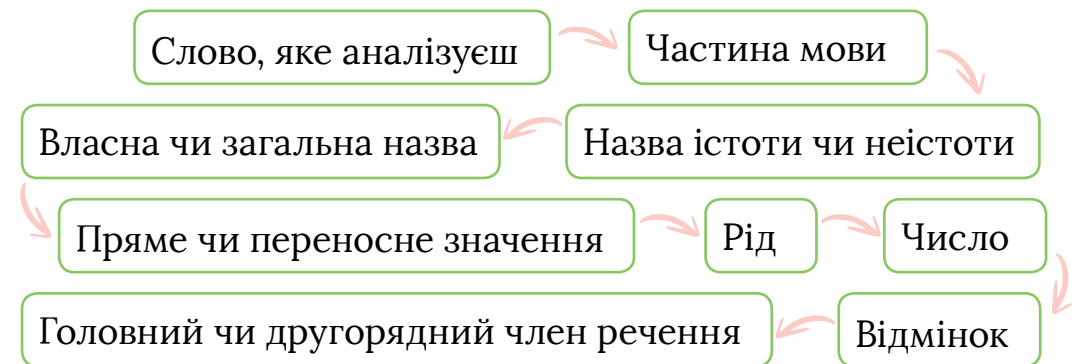 Слово, яке аналізуєш
Частина мови
Назва істоти чи неістоти
Власна чи загальна назва
Пряме чи переносне значення
Рід
Число
Відмінок
Головний чи другорядний член речення